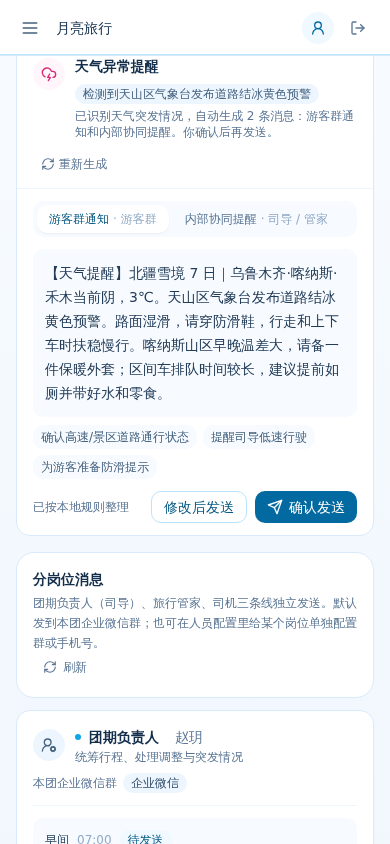 月亮旅行
天气异常提醒
检测到天山区气象台发布道路结冰黄色预警
已识别天气突发情况，自动生成 2 条消息：游客群通
知和内部协同提醒。你确认后再发送。
重新生成
游客群通知 · 游客群 内部协同提醒 · 司导 / 管家
【天气提醒】北疆雪境 7 日｜乌鲁木齐·喀纳斯·
禾木当前阴，3℃。天山区气象台发布道路结冰
黄色预警。路面湿滑，请穿防滑鞋，行走和上下
车时扶稳慢行。喀纳斯山区早晚温差大，请备一
件保暖外套；区间车排队时间较长，建议提前如
厕并带好水和零食。
确认高速/景区道路通行状态 提醒司导低速行驶
为游客准备防滑提示
已按本地规则整理 修改后发送 确认发送
分岗位消息
团期负责人（司导）、旅行管家、司机三条线独立发送。默认
发到本团企业微信群；也可在人员配置里给某个岗位单独配置
群或手机号。
刷新
团期负责人 赵玥
统筹行程、处理调整与突发情况
本团企业微信群 企业微信
早间 07:00 待发送